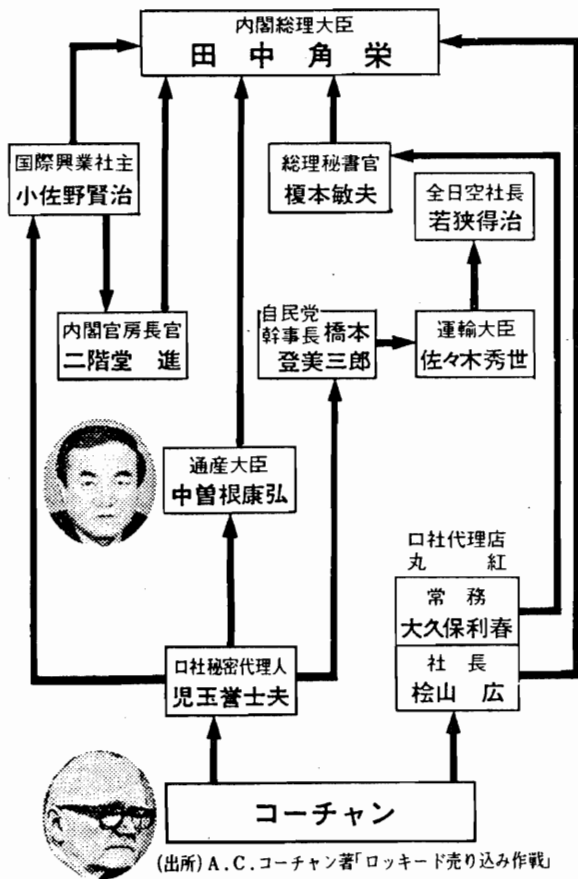 内閣総理大臣
田中角栄
国際興業社主
小佐野賢治
総理秘書官
榎本敏夫
全日空社長
若狭得治
内閣官房長官
二階堂 進
自民党
幹事長 橋本
登美三郎
運輸大臣
佐々木秀世
通産大臣
中曽根康弘
ロ社代理店
丸 紅
常 務
大久保利春
社 長
桧山 広
ロ社秘密代理人
児玉誉士夫
コーチャン
(出所)A.C.コーチャン著「ロッキード売り込み作戦」